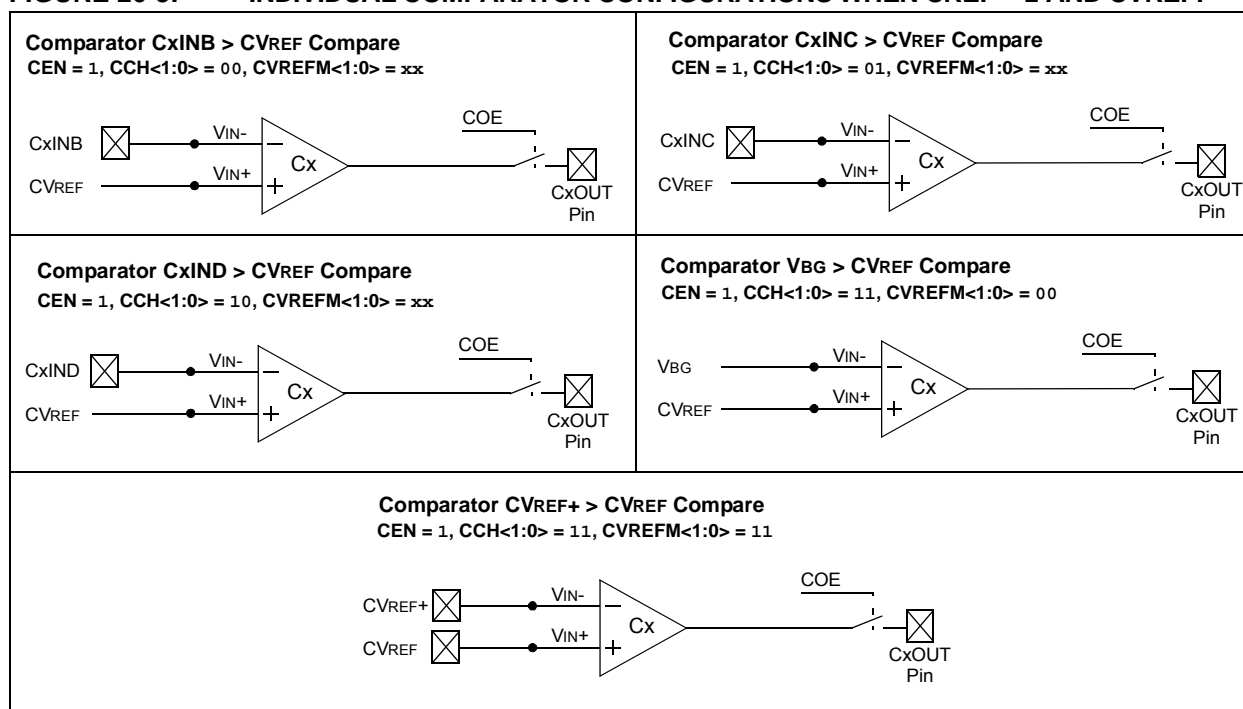 Comparator CxINB > CVREF Compare
CEN = 1, CCH<1:0> = 00, CVREFM<1:0> = xx
CxINB
CVREF
VIN-
VIN+
Cx
COE
CxOUT
Pin
Comparator CxINC > CVREF Compare
CEN = 1, CCH<1:0> = 01, CVREFM<1:0> = xx
CxINC
CVREF
VIN-
VIN+
Cx
COE
CxOUT
Pin
Comparator CxIND > CVREF Compare
CEN = 1, CCH<1:0> = 10, CVREFM<1:0> = xx
CxIND
CVREF
VIN-
VIN+
Cx
COE
CxOUT
Pin
Comparator VBG > CVREF Compare
CEN = 1, CCH<1:0> = 11, CVREFM<1:0> = 00
VBG
CVREF
VIN-
VIN+
Cx
COE
CxOUT
Pin
Comparator CVREF+ > CVREF Compare
CEN = 1, CCH<1:0> = 11, CVREFM<1:0> = 11
CVREF+
CVREF
VIN-
VIN+
Cx
COE
CxOUT
Pin